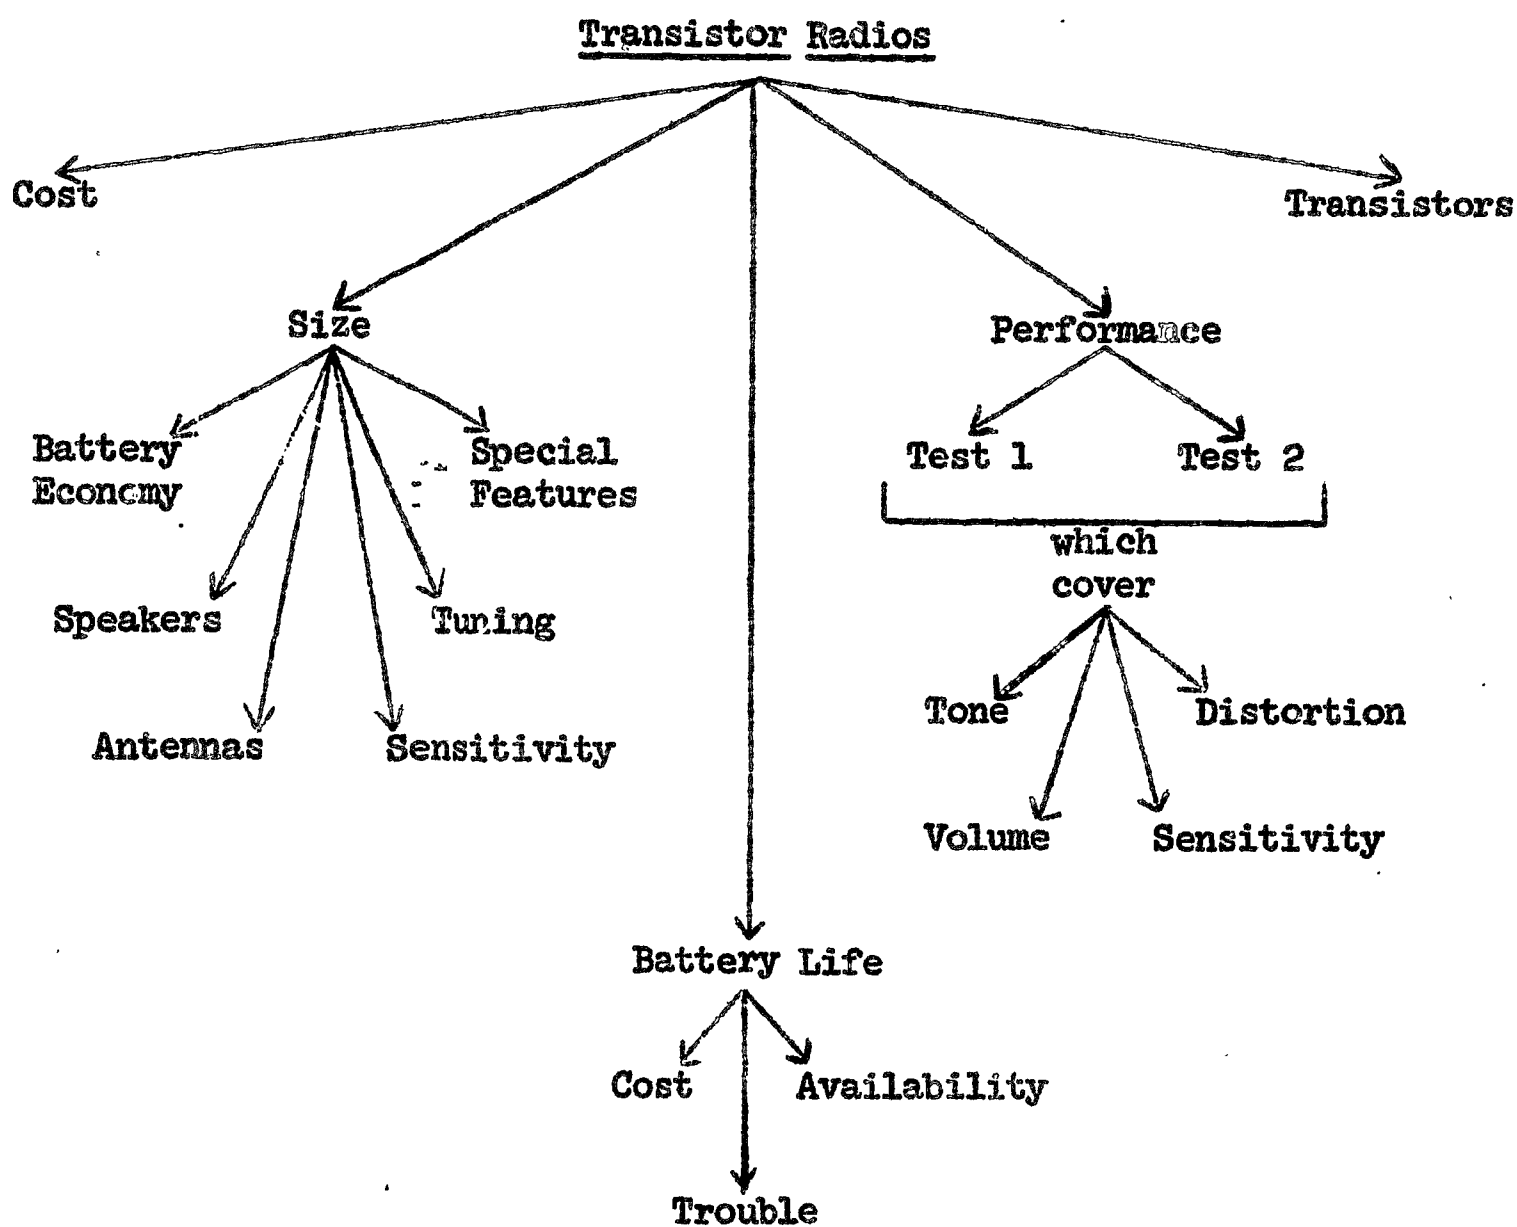 Transistor Radios
Cost
Transistors
Size
Performance
Battery
Economy
Special
Features
Test 1
Test 2
which
cover
Speakers
Tuning
Antennas
Sensitivity
Tone
Distortion
Volume
Sensitivity
Battery Life
Cost
Availability
Trouble